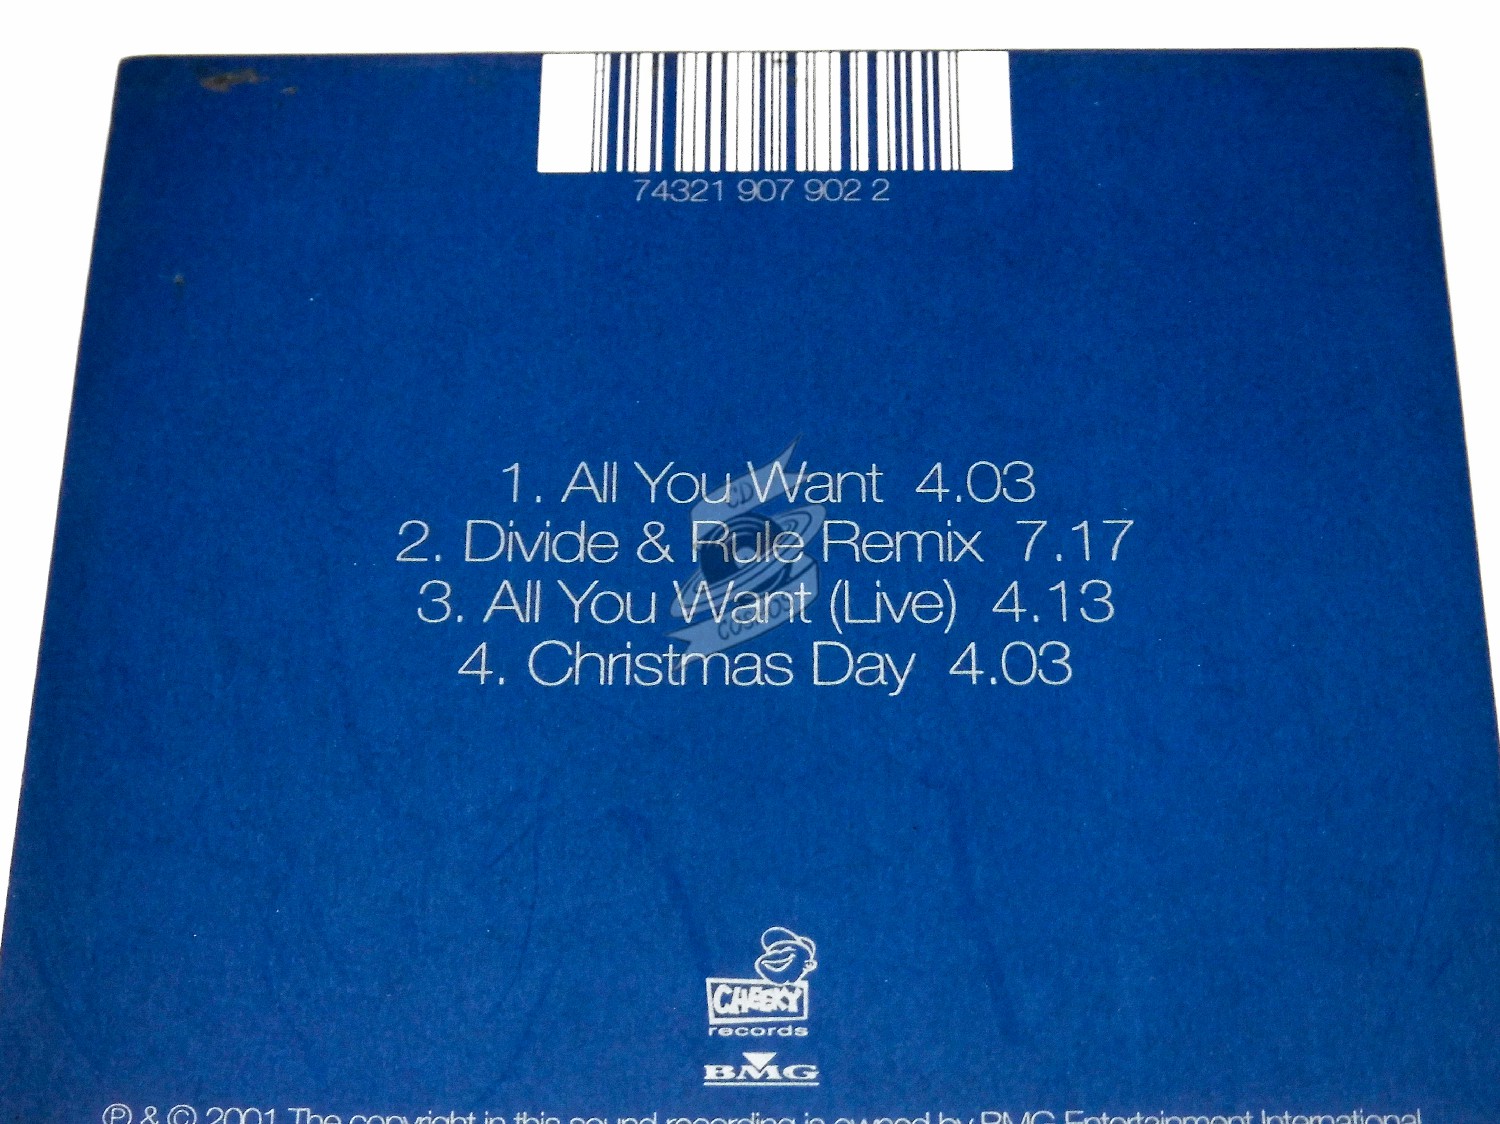 74321 907 902 2
1. All You Want 4.03
2. Divide & Rule Remix 7.17
3. All You Want (Live) 4.13
4. Christmas Day 4.03
CD
COSMOS
CHEEKY
records
BMG
℗ & © 2001 The copyright in this sound recording is owned by BMG Entertainment International